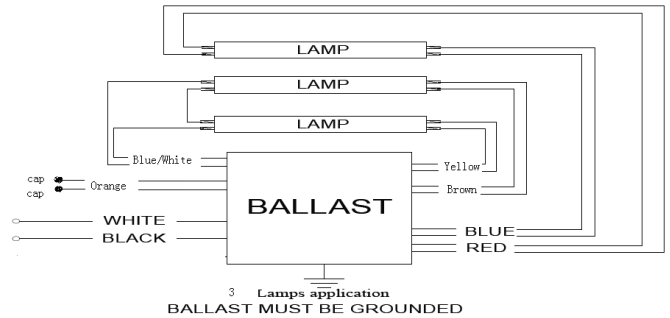 LAMP
LAMP
LAMP
Blue/White
Yellow
cap
Orange
cap
Brown
BALLAST
WHITE
BLUE
BLACK
RED
3 Lamps application
BALLAST MUST BE GROUNDED